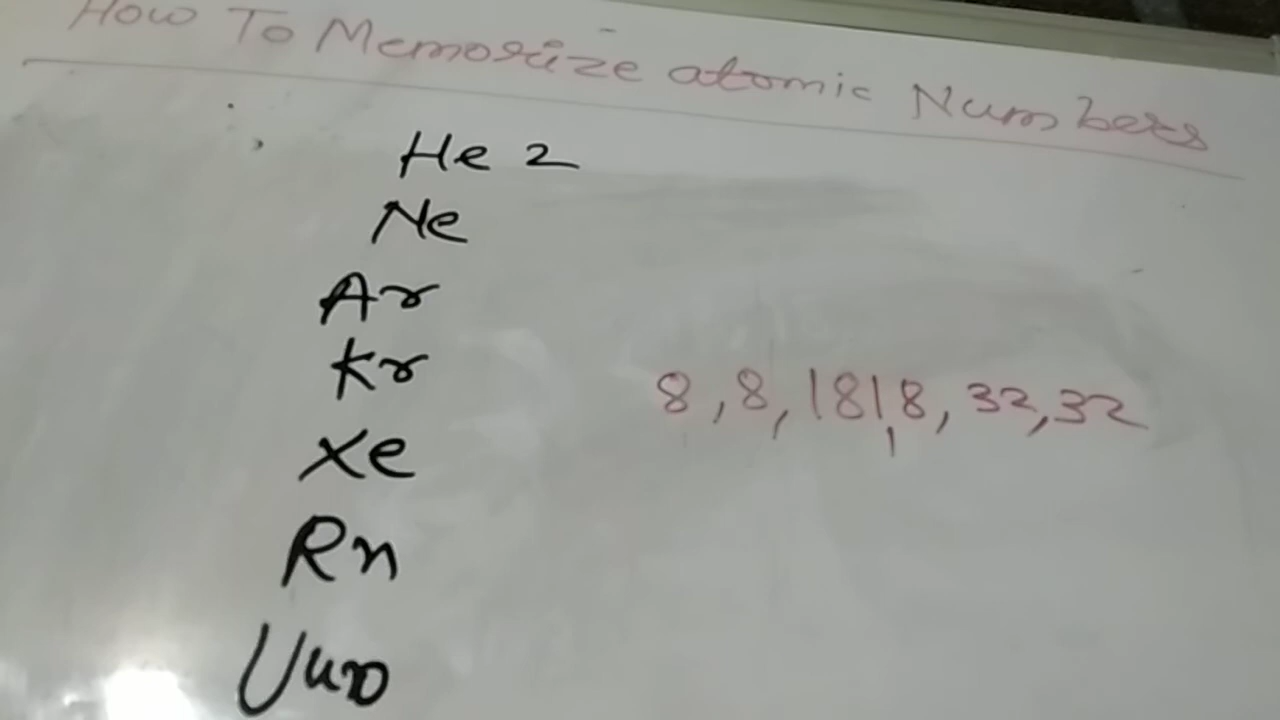 How To Memorize atomic Numbers
He 2
Ne
Ar
Kr
8, 8, 18, 18, 32, 32
Xe
Rn
Uuo